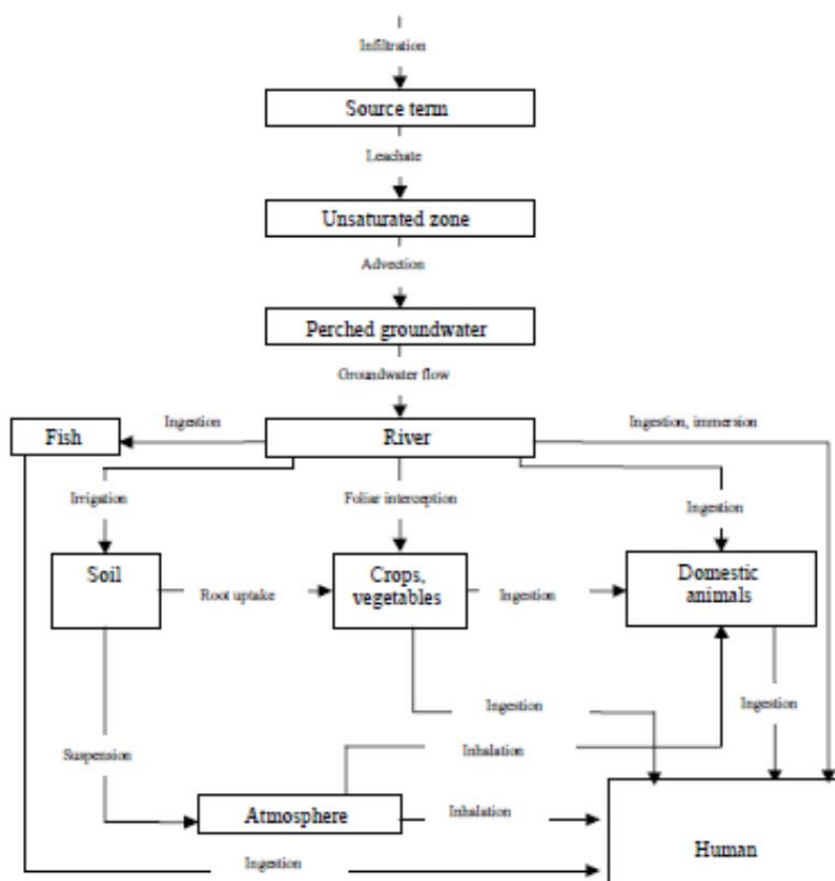 Infiltration
Source term
Leachate
Unsaturated zone
Advection
Perched groundwater
Groundwater flow
Ingestion
Ingestion, immersion
Fish
River
Irrigation
Foliar interception
Ingestion
Soil
Crops,
vegetables
Domestic
animals
Root uptake
Ingestion
Ingestion
Ingestion
Suspension
Inhalation
Atmosphere
Inhalation
Human
Ingestion